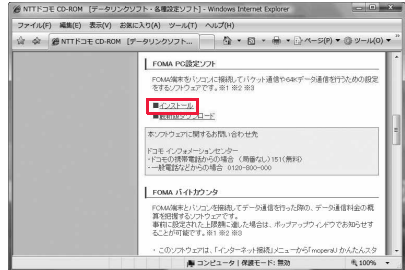 NTTドコモ CD-ROM [データリンクソフト・各種設定ソフト] - Windows Internet Explorer
ファイル(F) 編集(E) 表示(V) お気に入り(A) ツール(T) ヘルプ(H)
NTTドコモ CD-ROM [データリンクソフト...
ページ(P) ツール(O)
FOMA PC設定ソフト
FOMA端末をパソコンに接続してパケット通信や64Kデータ通信を行うための設定
をするソフトウェアです。※1 ※2 ※3
■インストール
■最新版ダウンロード
本ソフトウェアに関するお問い合わせ先
ドコモ インフォメーションセンター
・ドコモの携帯電話からの場合 (局番なし)151(無料)
・一般電話などからの場合 0120-800-000
FOMA バイトカウンタ
FOMA端末とパソコンを接続してデータ通信を行った際の、データ通信料金の概
算を把握するソフトウェアです。
事前に設定された上限額に達した場合は、ポップアップウィンドウでお知らせす
ることが可能です。※1 ※2 ※3
・このソフトウェアは、「インターネット接続」メニューから「mopera U かんたんスタ
コンピュータ | 保護モード: 無効
100%